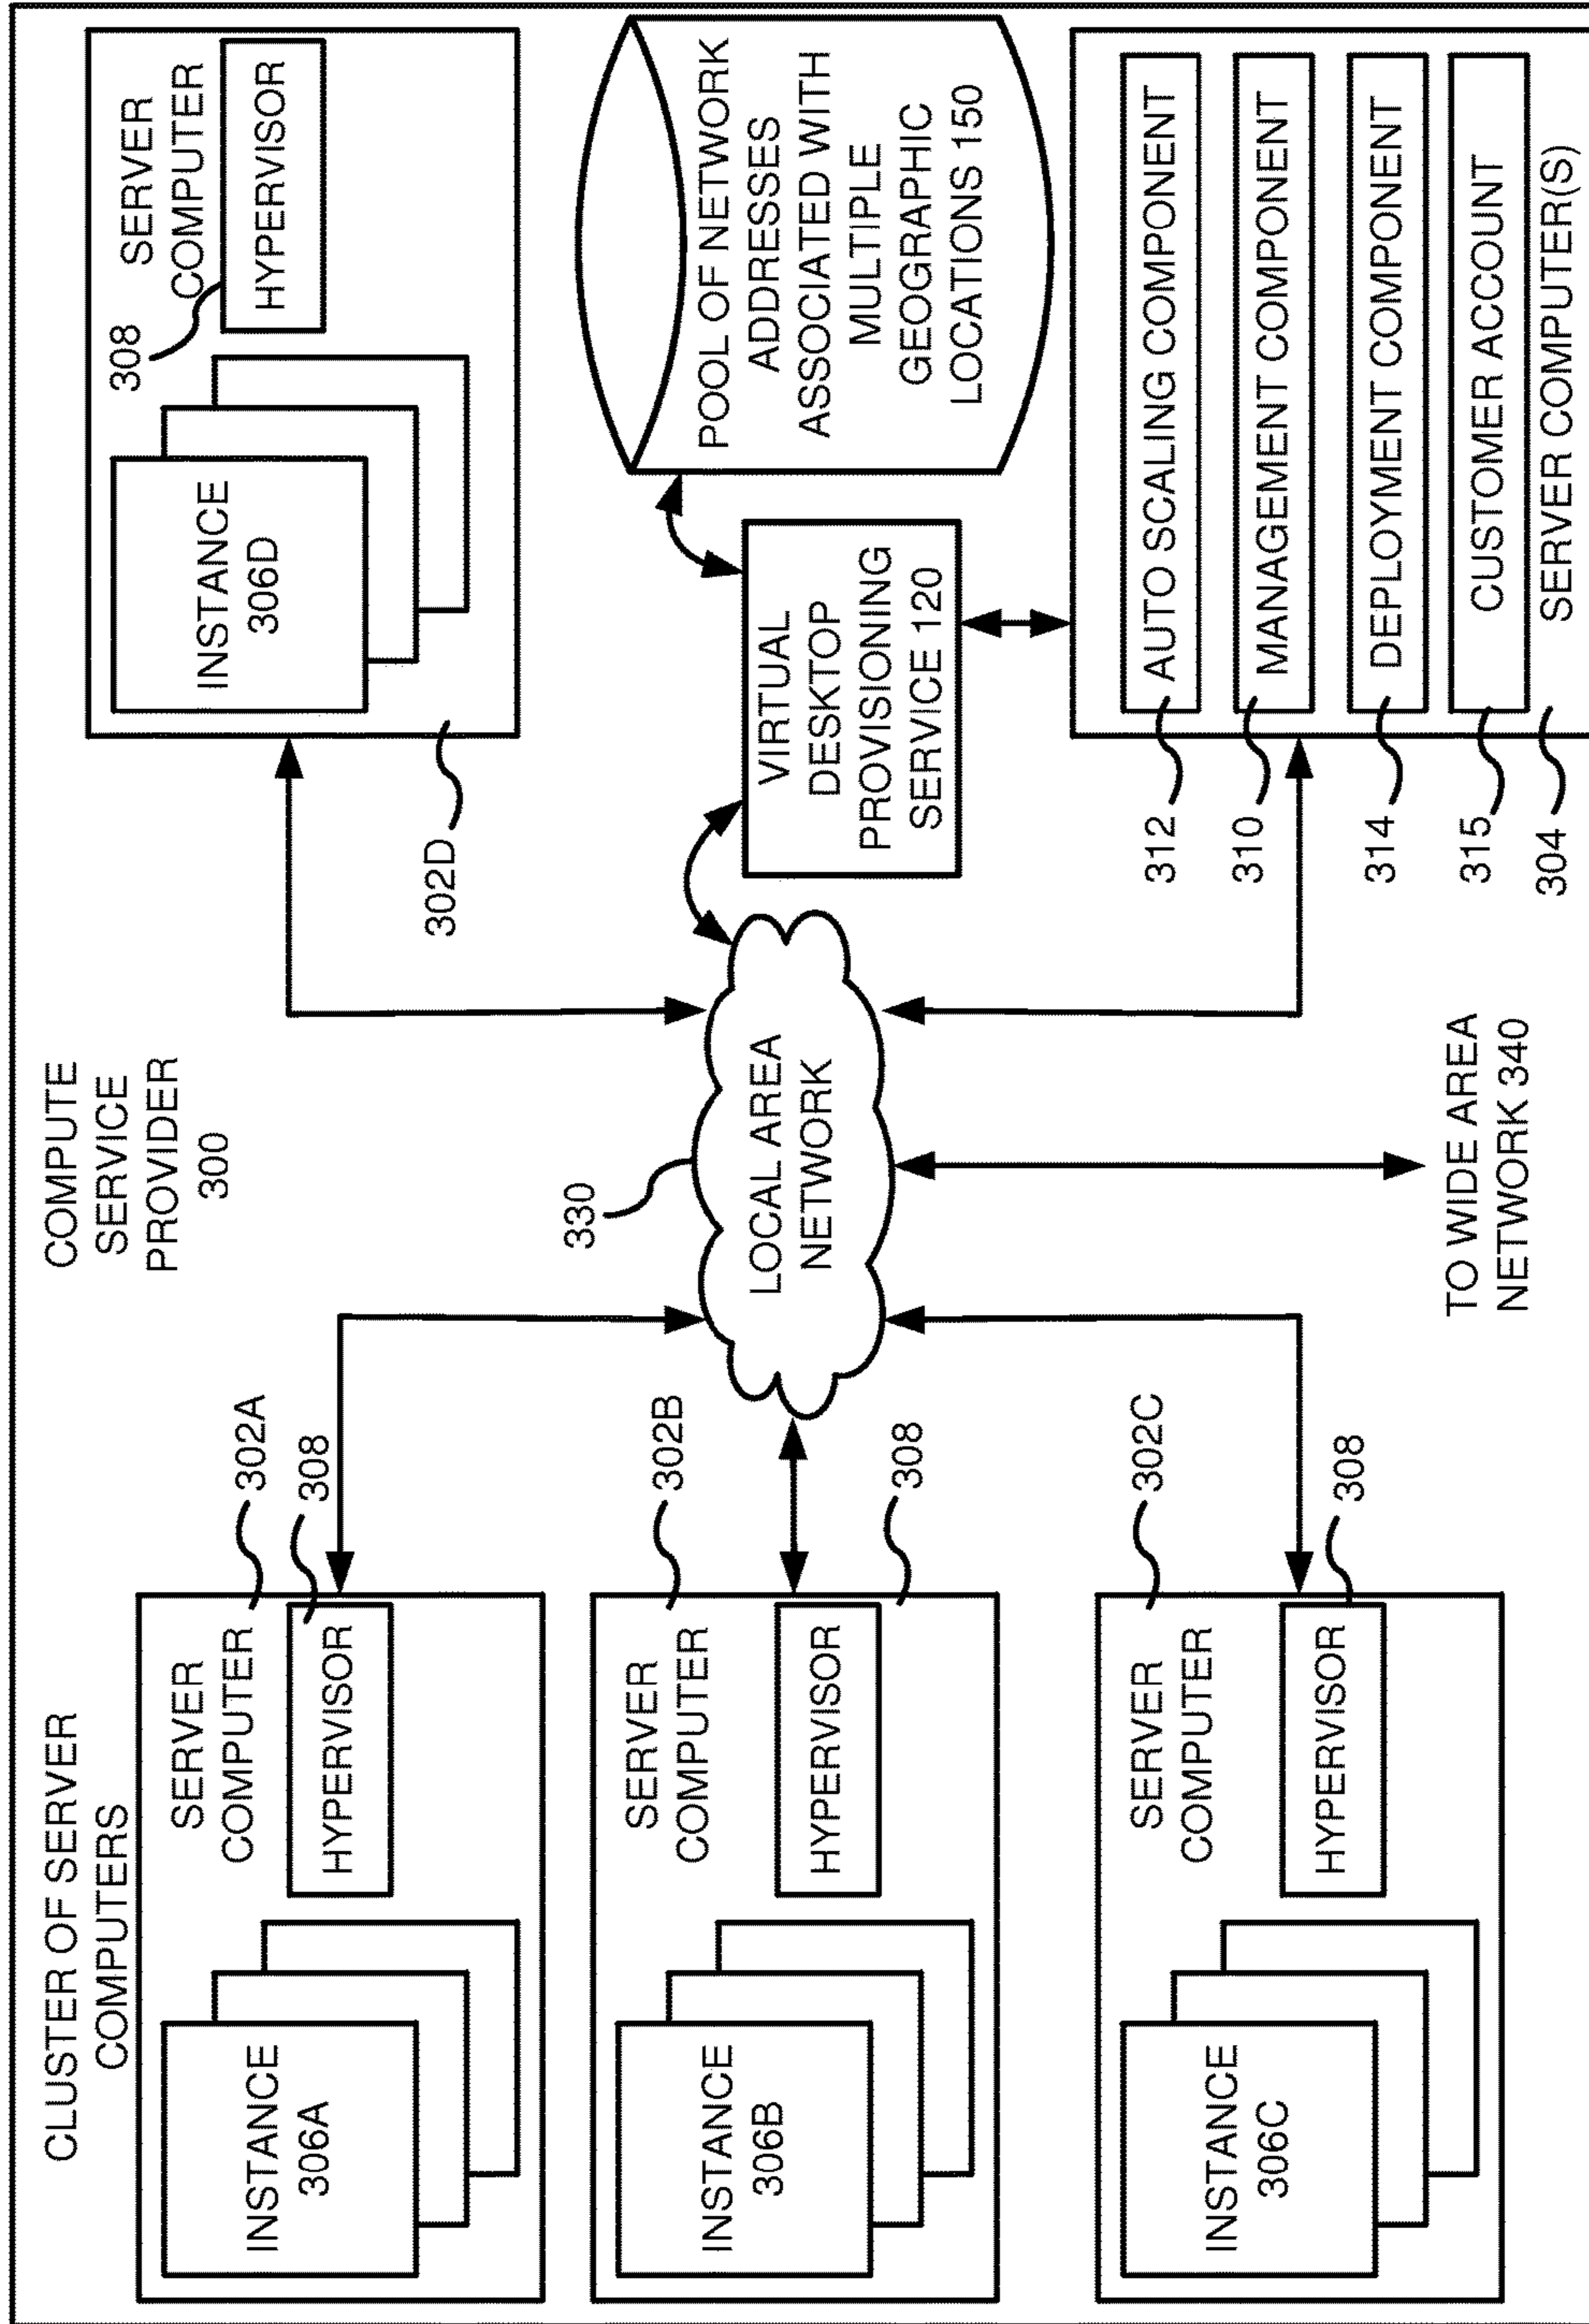 CLUSTER OF SERVER
COMPUTERS
SERVER
COMPUTER
302A
308
HYPERVISOR
INSTANCE
306A
SERVER
COMPUTER
302B
HYPERVISOR
308
INSTANCE
306B
SERVER
COMPUTER
302C
HYPERVISOR
308
INSTANCE
306C
COMPUTE
SERVICE
PROVIDER
300
330
LOCAL AREA
NETWORK
TO WIDE AREA
NETWORK 340
308
SERVER
COMPUTER
HYPERVISOR
INSTANCE
306D
302D
VIRTUAL
DESKTOP
PROVISIONING
SERVICE 120
POOL OF NETWORK
ADDRESSES
ASSOCIATED WITH
MULTIPLE
GEOGRAPHIC
LOCATIONS 150
312
AUTO SCALING COMPONENT
310
MANAGEMENT COMPONENT
314
DEPLOYMENT COMPONENT
315
CUSTOMER ACCOUNT
304
SERVER COMPUTER(S)